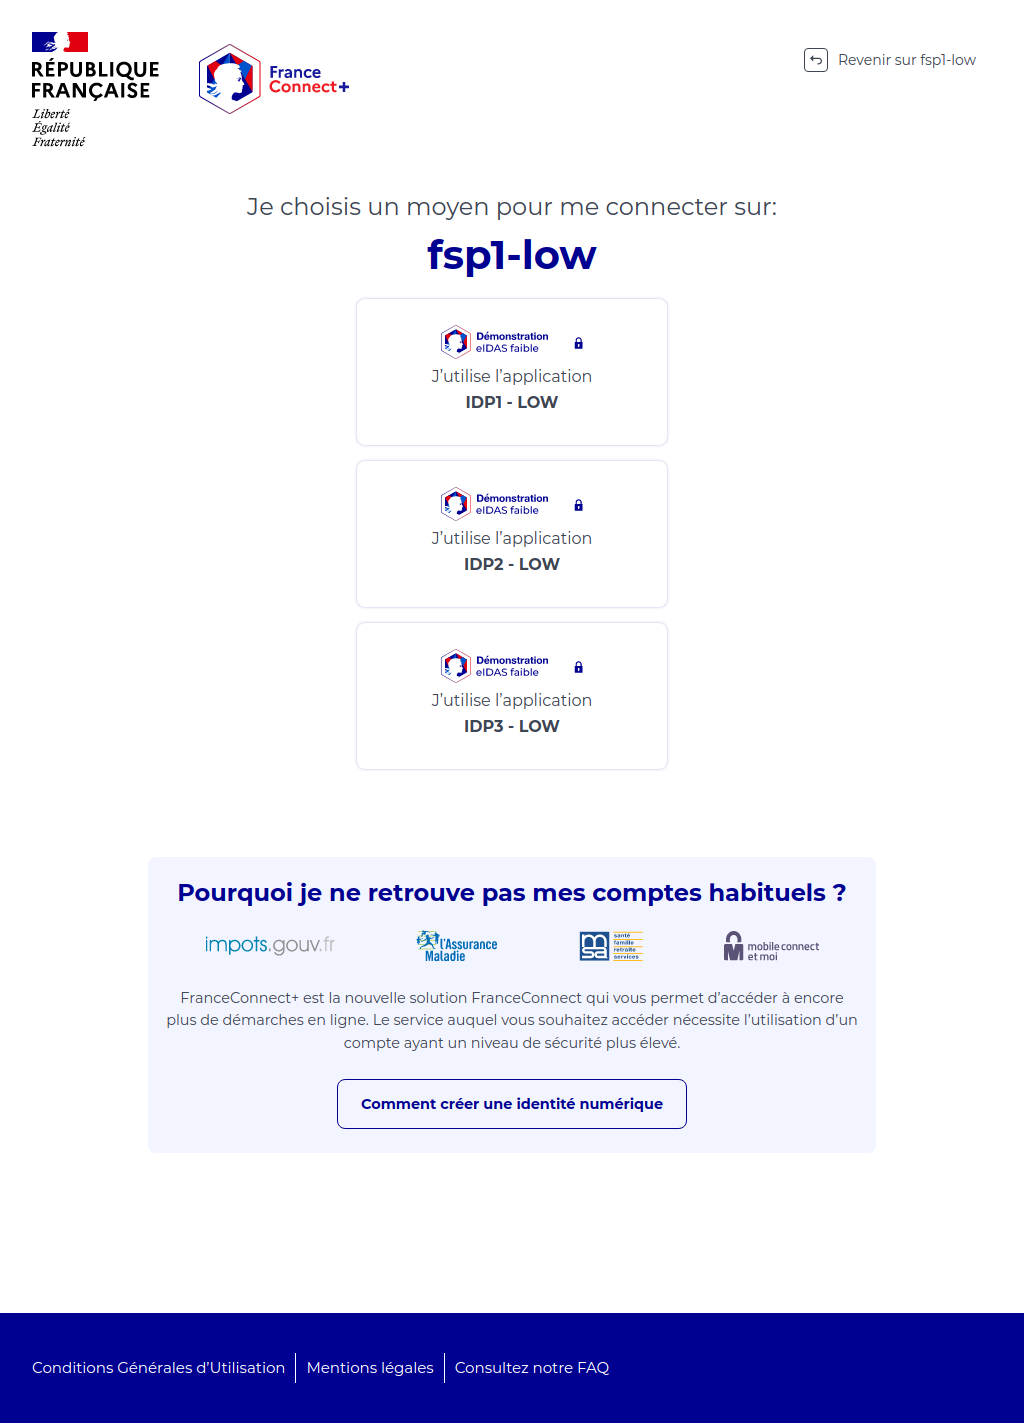 RÉPUBLIQUE
FRANÇAISE
Liberté
Égalité
Fraternité
France
Connect+
Revenir sur fsp1-low
Je choisis un moyen pour me connecter sur:
fsp1-low
Démonstration
eIDAS faible
J’utilise l’application
IDP1 - LOW
Démonstration
eIDAS faible
J’utilise l’application
IDP2 - LOW
Démonstration
eIDAS faible
J’utilise l’application
IDP3 - LOW
Pourquoi je ne retrouve pas mes comptes habituels ?
impots.gouv.fr
l'Assurance
Maladie
msa
santé
famille
retraite
services
mobile connect
et moi
FranceConnect+ est la nouvelle solution FranceConnect qui vous permet d’accéder à encore
plus de démarches en ligne. Le service auquel vous souhaitez accéder nécessite l’utilisation d’un
compte ayant un niveau de sécurité plus élevé.
Comment créer une identité numérique
Conditions Générales d’Utilisation
Mentions légales
Consultez notre FAQ